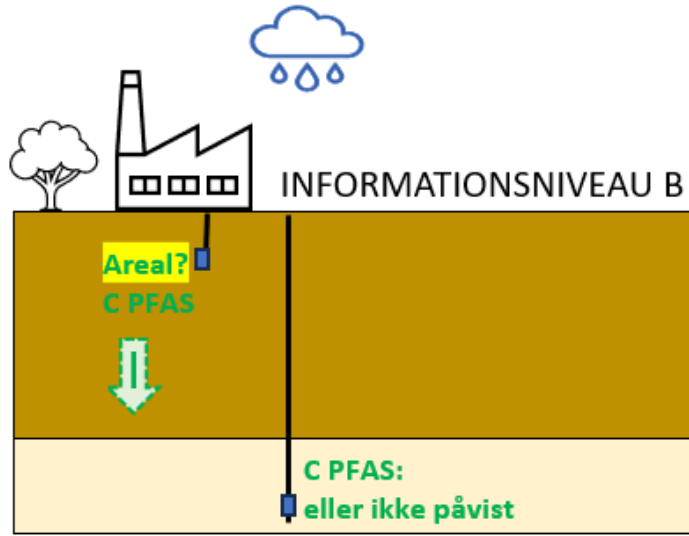 INFORMATIONSNIVEAU B
Areal?
C PFAS
I
C PFAS:
eller ikke påvist